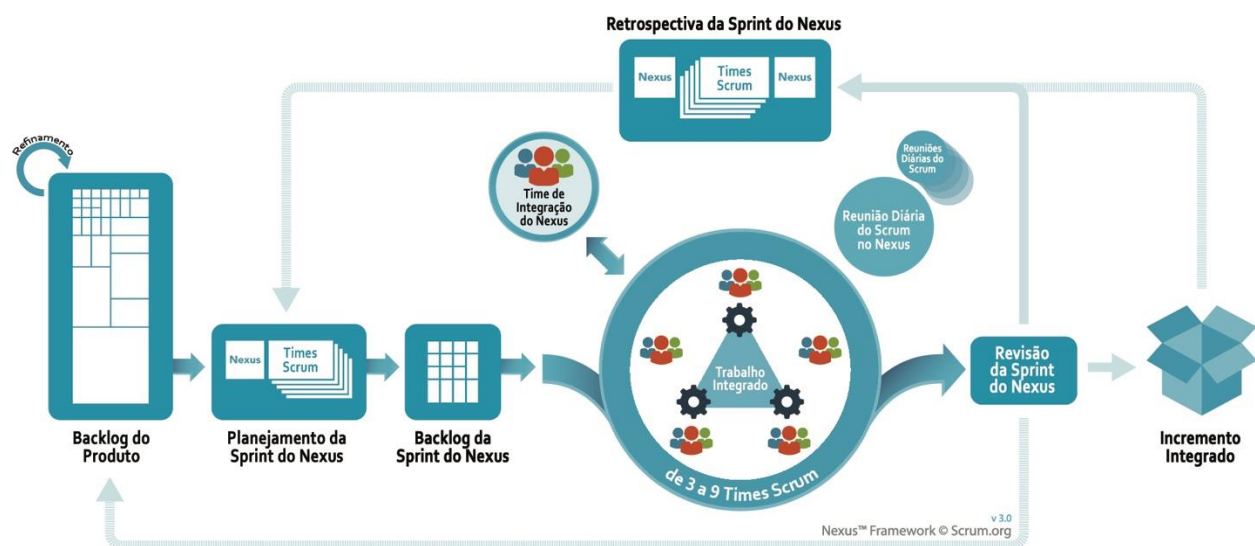 Retrospectiva da Sprint do Nexus
Nexus
Times
Scrum
Nexus
Refinamento
Time de
Integração
do Nexus
Reuniões
Diárias do
Scrum
Reunião Diária
do Scrum
no Nexus
Nexus
Times
Scrum
Trabalho
Integrado
Revisão
da Sprint
do Nexus
Backlog do
Produto
Planejamento da
Sprint do Nexus
Backlog da
Sprint do Nexus
de 3 a 9 Times Scrum
Incremento
Integrado
v 3.0
Nexus™ Framework © Scrum.org